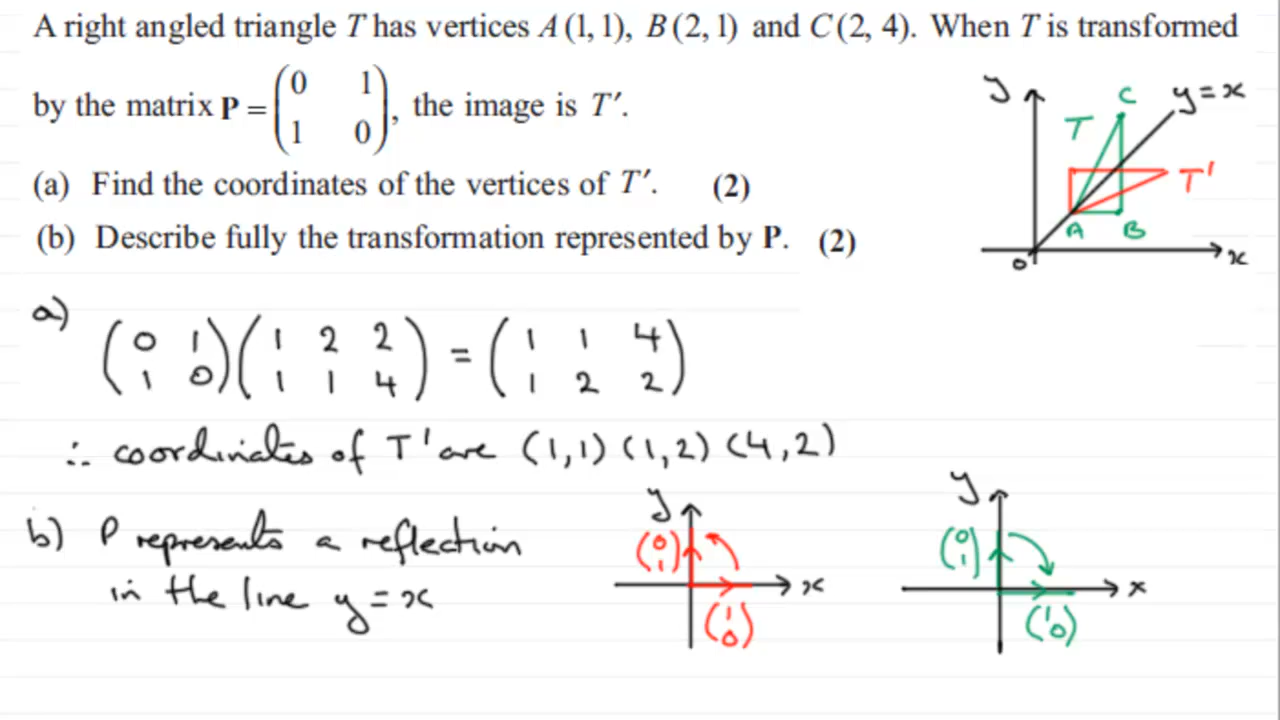 A right angled triangle T has vertices A (1, 1), B (2, 1) and C (2, 4). When T is transformed
by the matrix P = (0 1
1 0), the image is T′.
(a) Find the coordinates of the vertices of T′. (2)
(b) Describe fully the transformation represented by P. (2)
y
C
y = x
T
T'
A
B
O
x
a)
(0 1
1 0) (1 2 2
1 1 4) = (1 1 4
1 2 2)
∴ coordinates of T' are (1,1) (1,2) (4,2)
b) P represents a reflection
in the line y = x
y
(0
1)
x
(1
0)
y
(0
1)
x
(1
0)